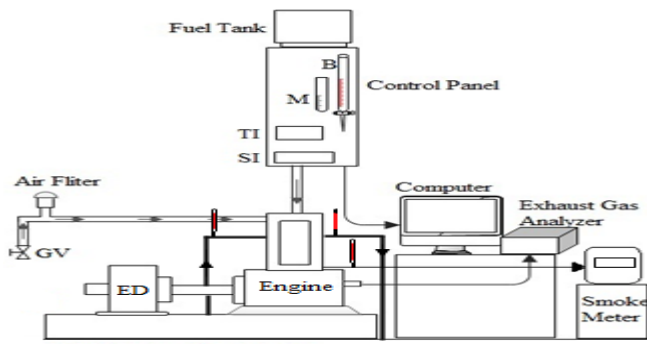 Fuel Tank
B
M
Control Panel
TI
SI
Air Fliter
Computer
Exhaust Gas
Analyzer
GV
ED
Engine
Smoke
Meter